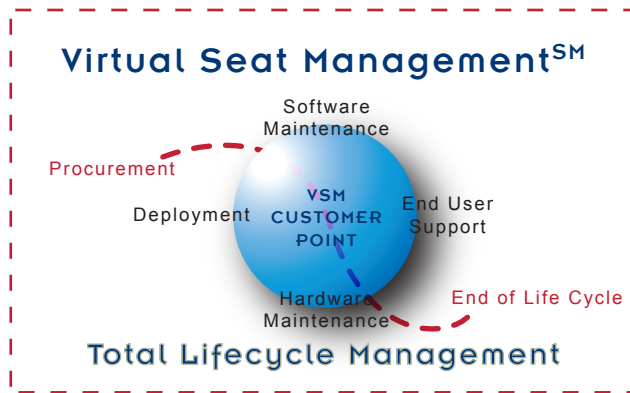 Virtual Seat Management℠
Software
Maintenance
Procurement
Deployment
VSM
CUSTOMER
POINT
End User
Support
Hardware
Maintenance
End of Life Cycle
Total Lifecycle Management